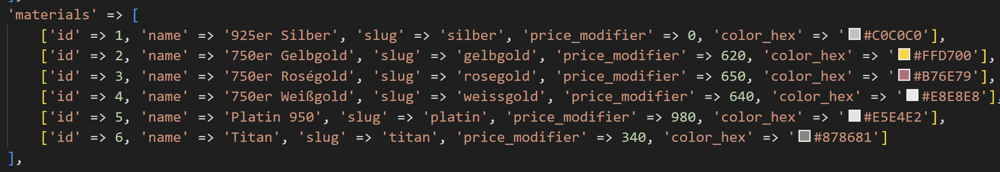 'materials' => [
['id' => 1, 'name' => '925er Silber', 'slug' => 'silber', 'price_modifier' => 0, 'color_hex' => '#C0C0C0'],
['id' => 2, 'name' => '750er Gelbgold', 'slug' => 'gelbgold', 'price_modifier' => 620, 'color_hex' => '#FFD700'],
['id' => 3, 'name' => '750er Roségold', 'slug' => 'rosegold', 'price_modifier' => 650, 'color_hex' => '#B76E79'],
['id' => 4, 'name' => '750er Weißgold', 'slug' => 'weissgold', 'price_modifier' => 640, 'color_hex' => '#E8E8E8'],
['id' => 5, 'name' => 'Platin 950', 'slug' => 'platin', 'price_modifier' => 980, 'color_hex' => '#E5E4E2'],
['id' => 6, 'name' => 'Titan', 'slug' => 'titan', 'price_modifier' => 340, 'color_hex' => '#878681']
],